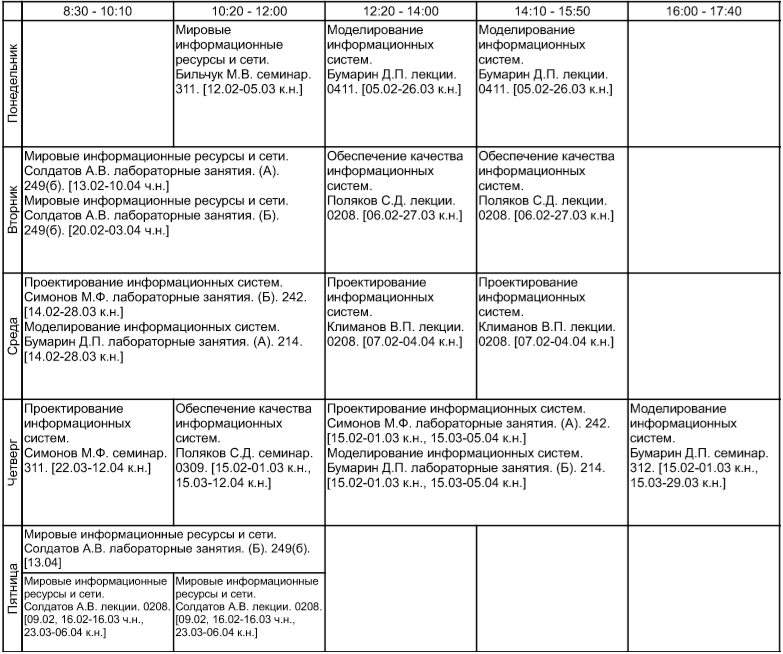 8:30 - 10:10
10:20 - 12:00
12:20 - 14:00
14:10 - 15:50
16:00 - 17:40
Понедельник
Мировые
информационные
ресурсы и сети.
Бильчук М.В. семинар.
311. [12.02-05.03 к.н.]
Моделирование
информационных
систем.
Бумарин Д.П. лекции.
0411. [05.02-26.03 к.н.]
Моделирование
информационных
систем.
Бумарин Д.П. лекции.
0411. [05.02-26.03 к.н.]
Вторник
Мировые информационные ресурсы и сети.
Солдатов А.В. лабораторные занятия. (А).
249(б). [13.02-10.04 ч.н.]
Мировые информационные ресурсы и сети.
Солдатов А.В. лабораторные занятия. (Б).
249(б). [20.02-03.04 ч.н.]
Обеспечение качества
информационных
систем.
Поляков С.Д. лекции.
0208. [06.02-27.03 к.н.]
Обеспечение качества
информационных
систем.
Поляков С.Д. лекции.
0208. [06.02-27.03 к.н.]
Среда
Проектирование информационных систем.
Симонов М.Ф. лабораторные занятия. (Б). 242.
[14.02-28.03 к.н.]
Моделирование информационных систем.
Бумарин Д.П. лабораторные занятия. (А). 214.
[14.02-28.03 к.н.]
Проектирование
информационных
систем.
Климанов В.П. лекции.
0208. [07.02-04.04 к.н.]
Проектирование
информационных
систем.
Климанов В.П. лекции.
0208. [07.02-04.04 к.н.]
Четверг
Проектирование
информационных
систем.
Симонов М.Ф. семинар.
311. [22.03-12.04 к.н.]
Обеспечение качества
информационных
систем.
Поляков С.Д. семинар.
0309. [15.02-01.03 к.н.,
15.03-12.04 к.н.]
Проектирование информационных систем.
Симонов М.Ф. лабораторные занятия. (А). 242.
[15.02-01.03 к.н., 15.03-05.04 к.н.]
Моделирование информационных систем.
Бумарин Д.П. лабораторные занятия. (Б). 214.
[15.02-01.03 к.н., 15.03-05.04 к.н.]
Моделирование
информационных
систем.
Бумарин Д.П. семинар.
312. [15.02-01.03 к.н.,
15.03-29.03 к.н.]
Пятница
Мировые информационные ресурсы и сети.
Солдатов А.В. лабораторные занятия. (Б). 249(б).
[13.04]
Мировые информационные
ресурсы и сети.
Солдатов А.В. лекции. 0208.
[09.02, 16.02-16.03 ч.н.,
23.03-06.04 к.н.]
Мировые информационные
ресурсы и сети.
Солдатов А.В. лекции. 0208.
[09.02, 16.02-16.03 ч.н.,
23.03-06.04 к.н.]